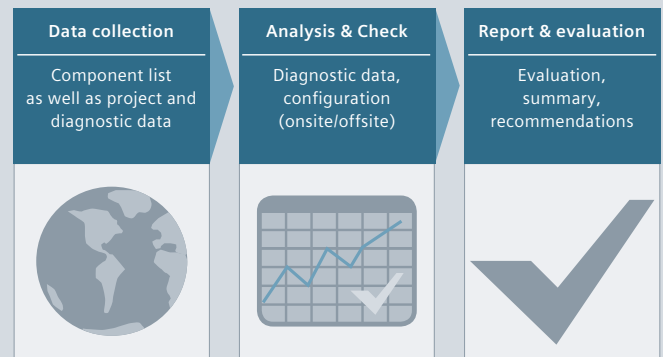 Data collection
Component list
as well as project and
diagnostic data
Analysis & Check
Diagnostic data,
configuration
(onsite/offsite)
Report & evaluation
Evaluation,
summary,
recommendations